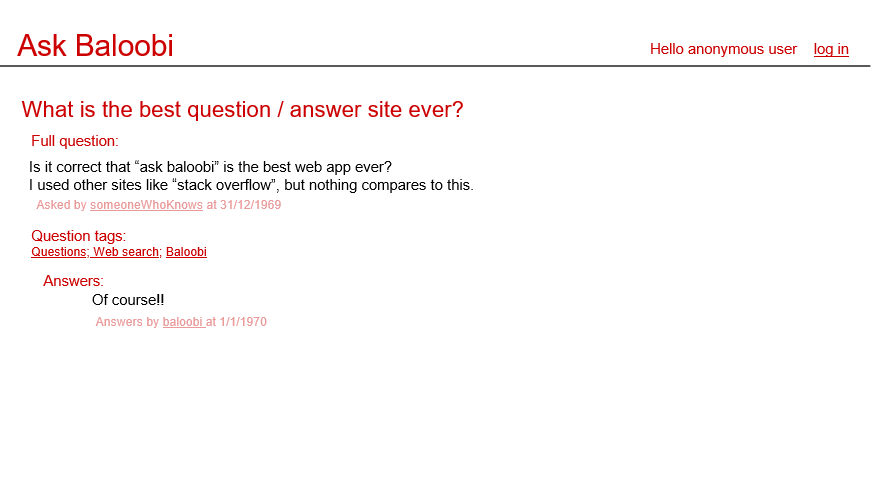 Ask Baloobi
Hello anonymous user log in
What is the best question / answer site ever?
Full question:
Is it correct that “ask baloobi” is the best web app ever?
I used other sites like “stack overflow”, but nothing compares to this.
Asked by someoneWhoKnows at 31/12/1969
Question tags:
Questions; Web search; Baloobi
Answers:
Of course!!
Answers by baloobi at 1/1/1970